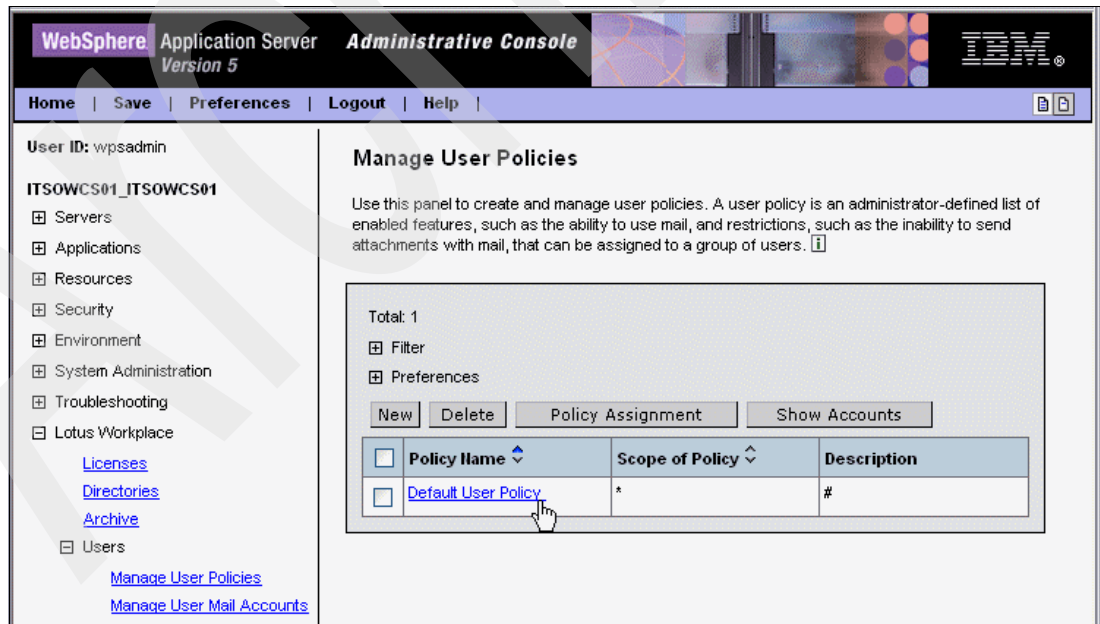 WebSphere Application Server Administrative Console
Version 5
IBM®
Home | Save | Preferences | Logout | Help |
User ID: wpsadmin
ITSOWCS01_ITSOWCS01
Servers
Applications
Resources
Security
Environment
System Administration
Troubleshooting
Lotus Workplace
Licenses
Directories
Archive
Users
Manage User Policies
Manage User Mail Accounts
Manage User Policies
Use this panel to create and manage user policies. A user policy is an administrator-defined list of
enabled features, such as the ability to use mail, and restrictions, such as the inability to send
attachments with mail, that can be assigned to a group of users. i
Total: 1
Filter
Preferences
New Delete Policy Assignment Show Accounts
Policy Name Scope of Policy Description
Default User Policy * #